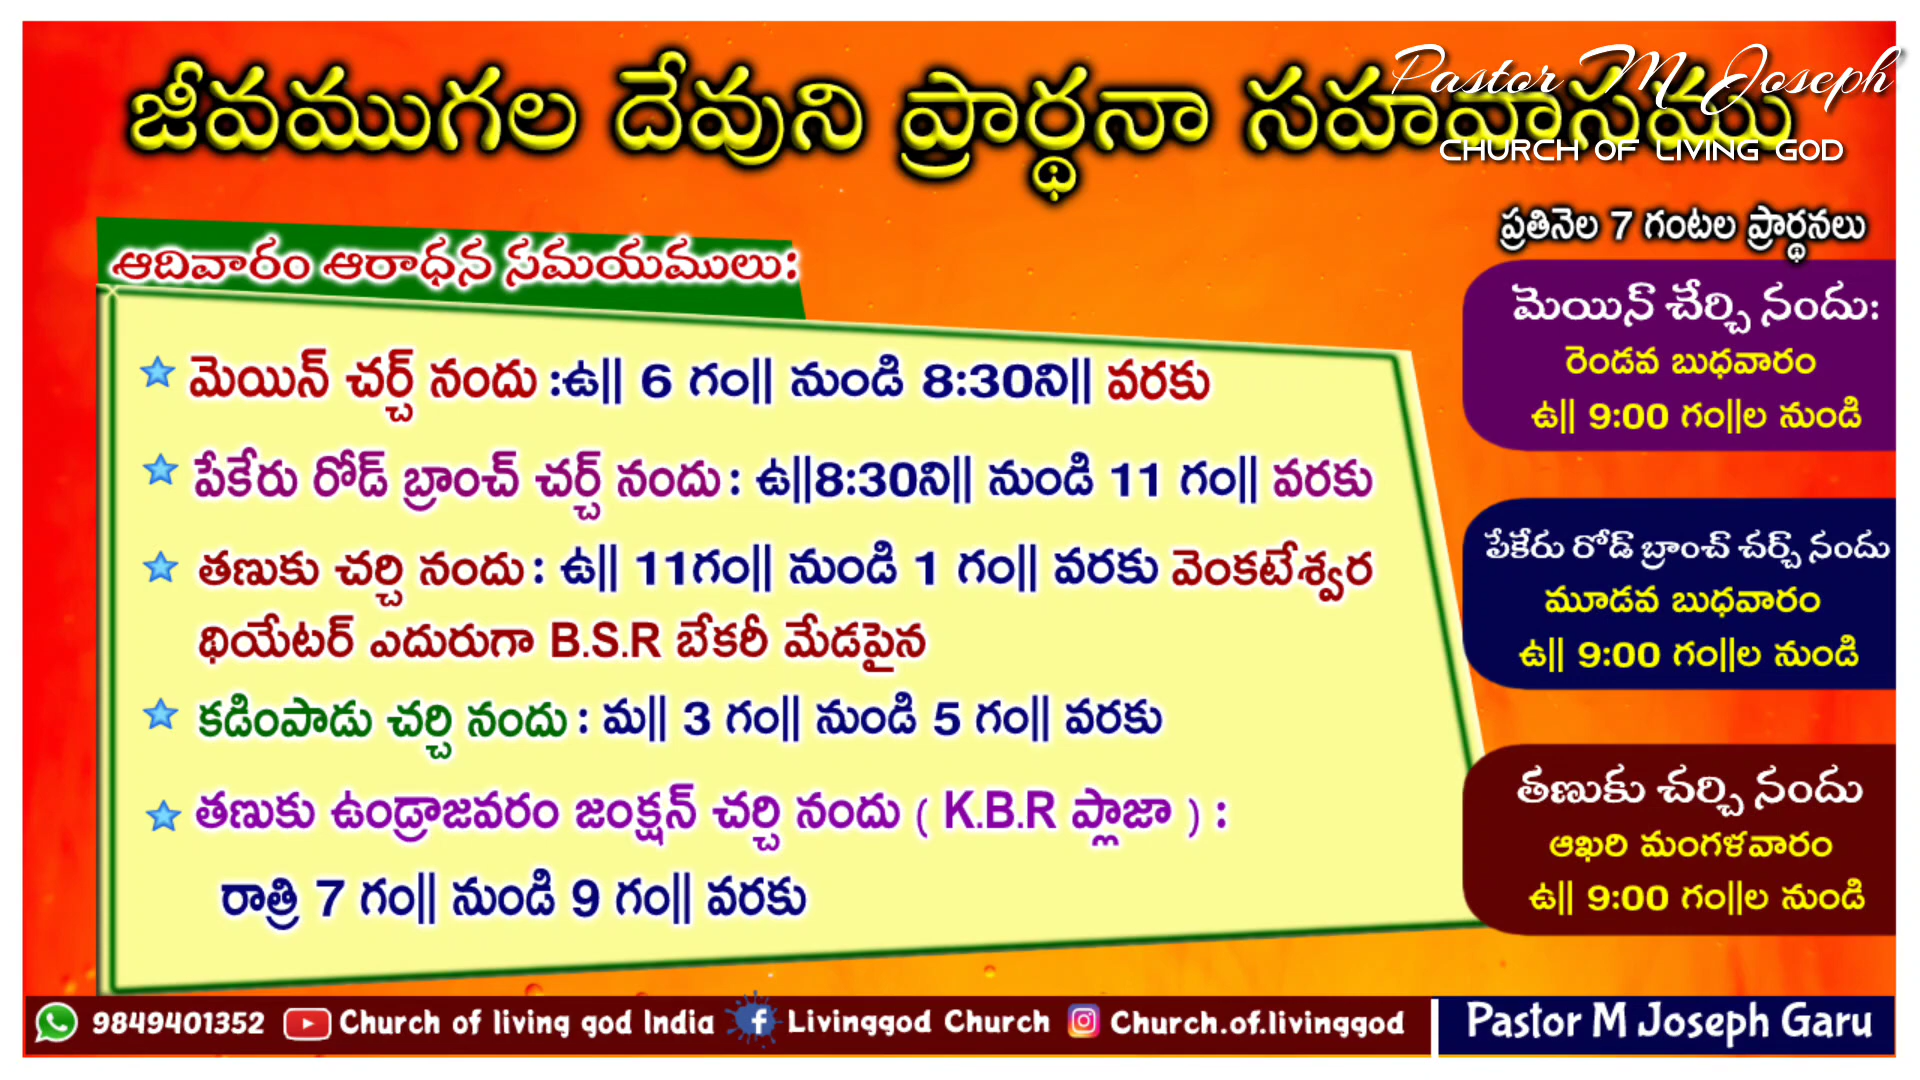 జీవముగల దేవుని ప్రార్థనా సహవాసము
Pastor M Joseph
CHURCH OF LIVING GOD
ఆదివారం ఆరాధన సమయములు:
మెయిన్ చర్చ్ నందు :ఉ|| 6 గం|| నుండి 8:30ని|| వరకు
పేకేరు రోడ్ బ్రాంచ్ చర్చ్ నందు : ఉ||8:30ని|| నుండి 11 గం|| వరకు
తణుకు చర్చి నందు : ఉ|| 11గం|| నుండి 1 గం|| వరకు వెంకటేశ్వర
థియేటర్ ఎదురుగా B.S.R బేకరీ మేడపైన
కడింపాడు చర్చి నందు : మ|| 3 గం|| నుండి 5 గం|| వరకు
తణుకు ఉండ్రాజవరం జంక్షన్ చర్చి నందు ( K.B.R ప్లాజా ) :
రాత్రి 7 గం|| నుండి 9 గం|| వరకు
ప్రతినెల 7 గంటల ప్రార్థనలు
మెయిన్ చేర్చి నందు:
రెండవ బుధవారం
ఉ|| 9:00 గం||ల నుండి
పేకేరు రోడ్ బ్రాంచ్ చర్చ్ నందు
మూడవ బుధవారం
ఉ|| 9:00 గం||ల నుండి
తణుకు చర్చి నందు
ఆఖరి మంగళవారం
ఉ|| 9:00 గం||ల నుండి
9849401352 Church of living god India Livinggod Church Church.of.livinggod
Pastor M Joseph Garu